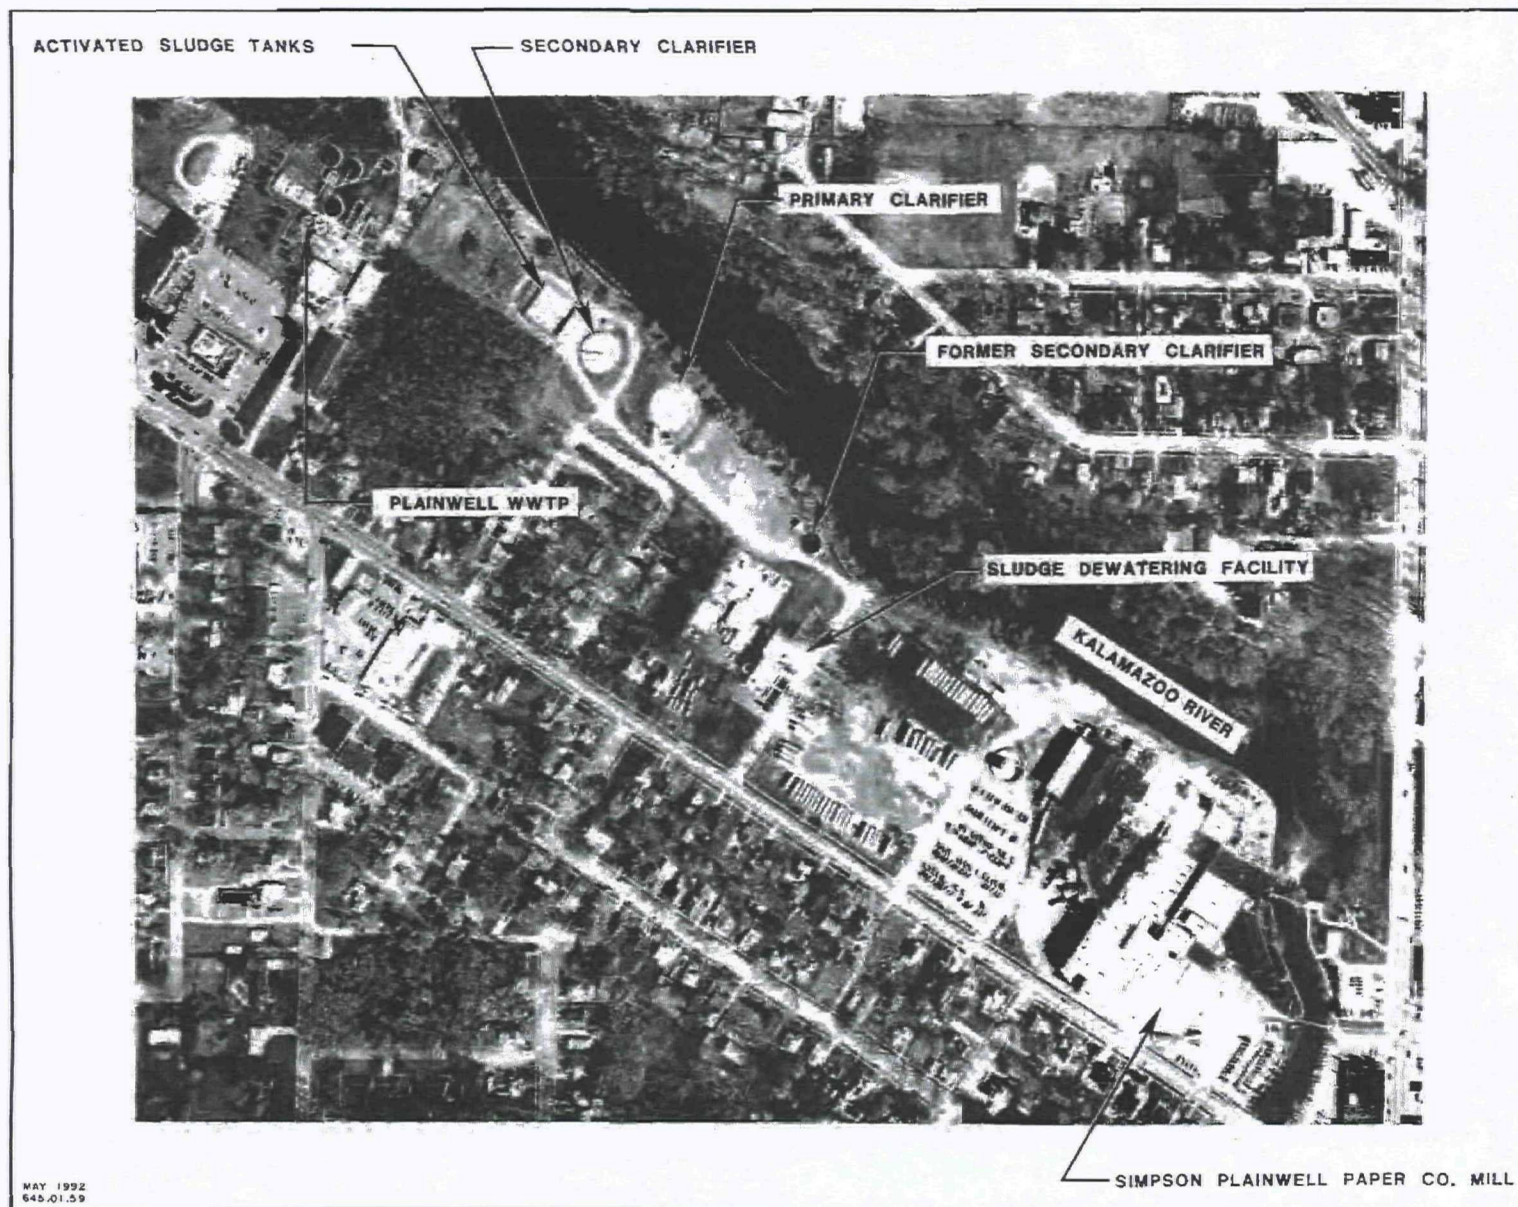 ACTIVATED SLUDGE TANKS
SECONDARY CLARIFIER
PRIMARY CLARIFIER
FORMER SECONDARY CLARIFIER
PLAINWELL WWTP
SLUDGE DEWATERING FACILITY
KALAMAZOO RIVER
SIMPSON PLAINWELL PAPER CO. MILL
MAY 1992
645.01.59